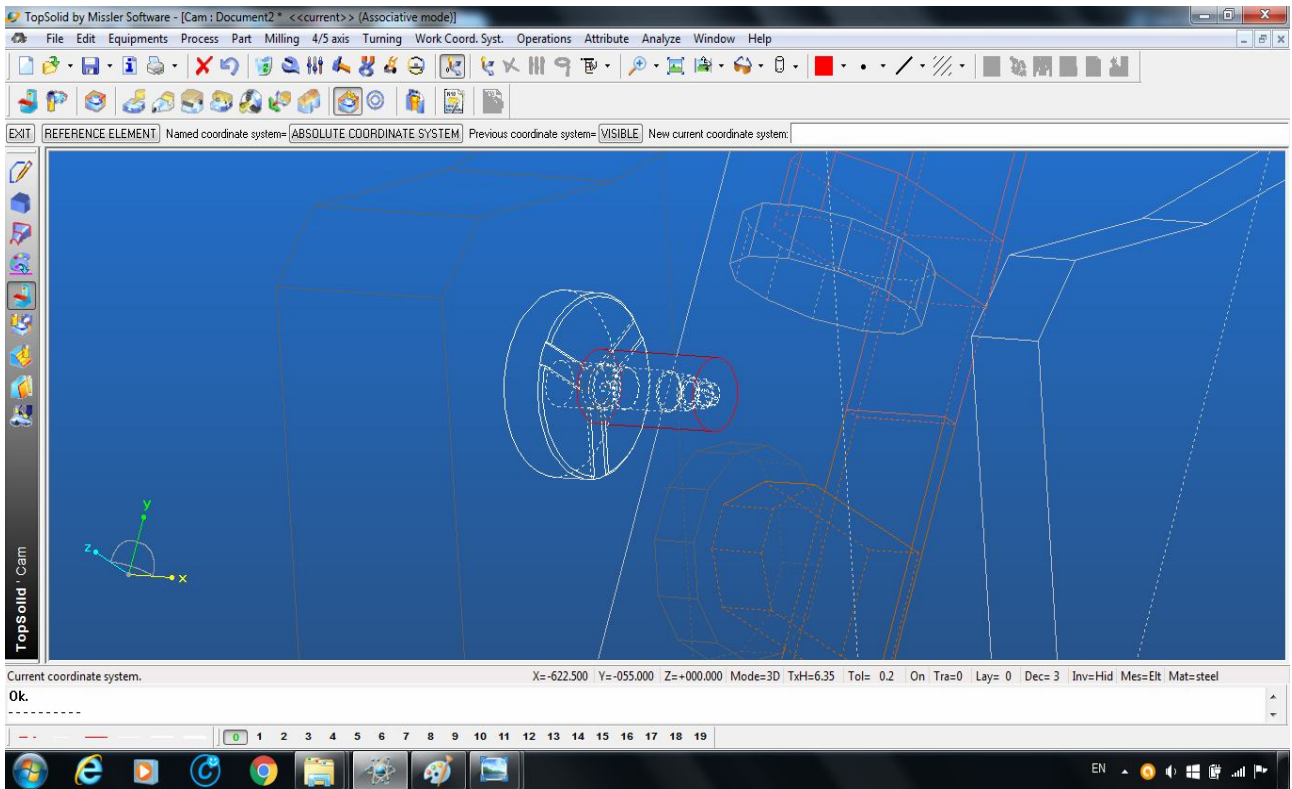 TopSolid by Missler Software - [Cam : Document2 * <<current>> (Associative mode)]
File Edit Equipments Process Part Milling 4/5 axis Turning Work Coord. Syst. Operations Attribute Analyze Window Help
EXIT REFERENCE ELEMENT Named coordinate system= ABSOLUTE COORDINATE SYSTEM Previous coordinate system= VISIBLE New current coordinate system:
y
z
x
TopSolid 'Cam
Current coordinate system. X=-622.500 Y=-055.000 Z=+000.000 Mode=3D TxH=6.35 Tol= 0.2 On Tra=0 Lay= 0 Dec= 3 Inv=Hid Mes=Elt Mat=steel
Ok.
----------
0 1 2 3 4 5 6 7 8 9 10 11 12 13 14 15 16 17 18 19
EN